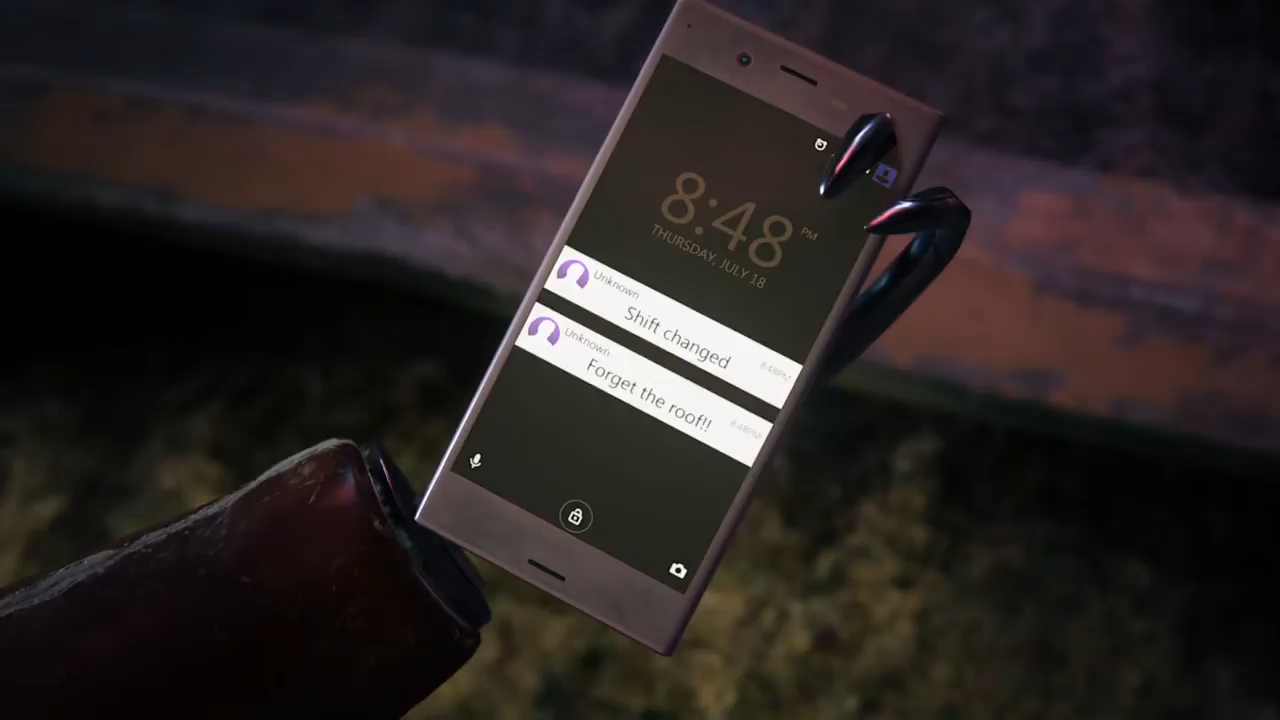 8:48 PM
THURSDAY, JULY 18
Unknown
Shift changed
8:48PM
Unknown
Forget the roof!!
8:48PM